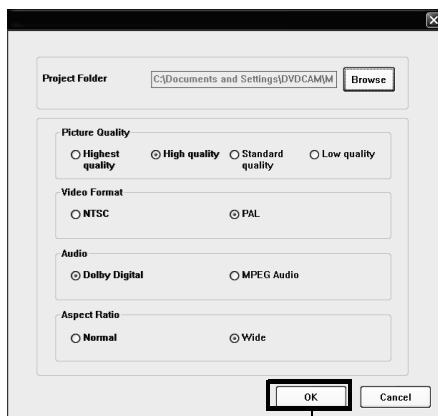 Project Folder C:\Documents and Settings\DVDCAM\M Browse
Picture Quality
Highest quality High quality Standard quality Low quality
Video Format
NTSC PAL
Audio
Dolby Digital MPEG Audio
Aspect Ratio
Normal Wide
OK Cancel